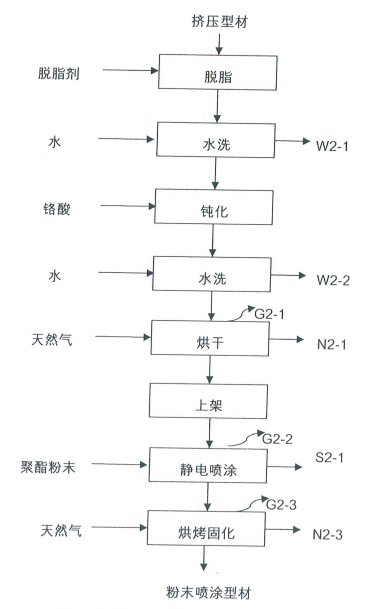 挤压型材
脱脂剂
脱脂
水
水洗
W2-1
铬酸
钝化
水
水洗
W2-2
G2-1
天然气
烘干
N2-1
上架
G2-2
聚酯粉末
静电喷涂
S2-1
G2-3
天然气
烘烤固化
N2-3
粉末喷涂型材